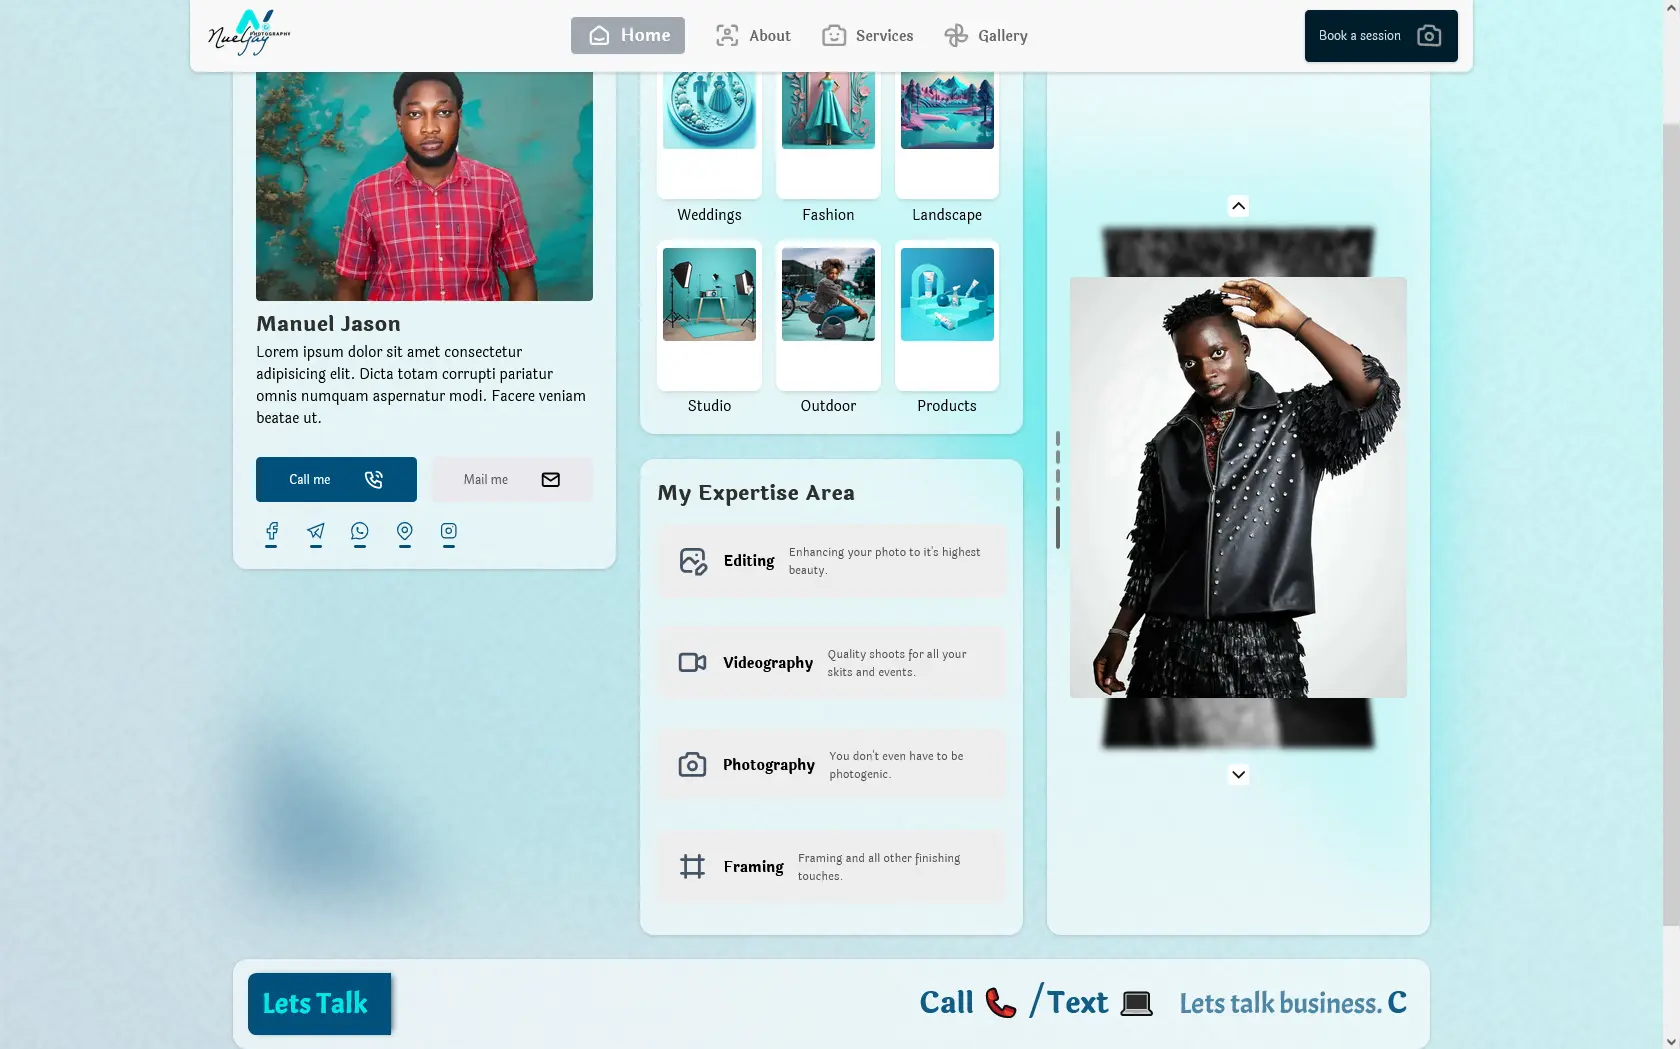 NuelJay
PHOTOGRAPHY
Home
About
Services
Gallery
Book a session
Manuel Jason
Lorem ipsum dolor sit amet consectetur
adipisicing elit. Dicta totam corrupti pariatur
omnis numquam aspernatur modi. Facere veniam
beatae ut.
Call me
Mail me
Weddings
Fashion
Landscape
Studio
Outdoor
Products
My Expertise Area
Editing
Enhancing your photo to it's highest
beauty.
Videography
Quality shoots for all your
skits and events.
Photography
You don't even have to be
photogenic.
Framing
Framing and all other finishing
touches.
Lets Talk
Call 📞 /Text 💻 Lets talk business. C